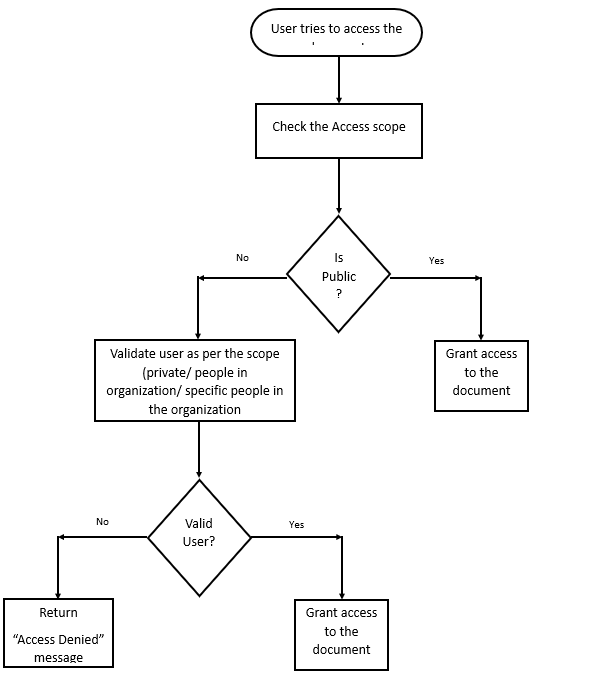 User tries to access the
Check the Access scope
Is
Public
?
No
Yes
Validate user as per the scope
(private/ people in
organization/ specific people in
the organization
Grant access
to the
document
Valid
User?
No
Yes
Return
“Access Denied”
message
Grant access
to the
document